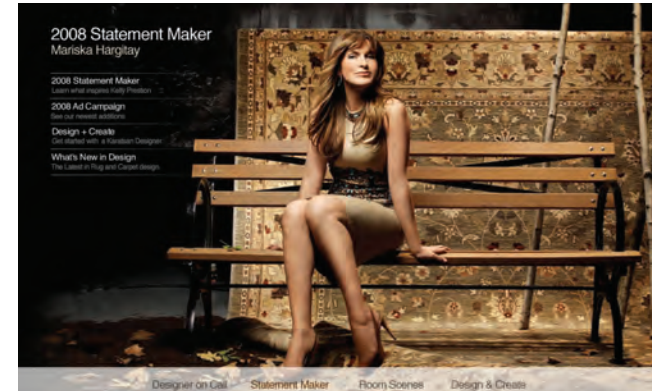 2008 Statement Maker
Mariska Hargitay
2008 Statement Maker
Learn what inspires Kelly Preston
2008 Ad Campaign
See our newest additions
Design + Create
Get started with a Karastan Designer
What's New in Design
The Latest in Rug and Carpet design
Designer on Call Statement Maker Room Scenes Design & Create